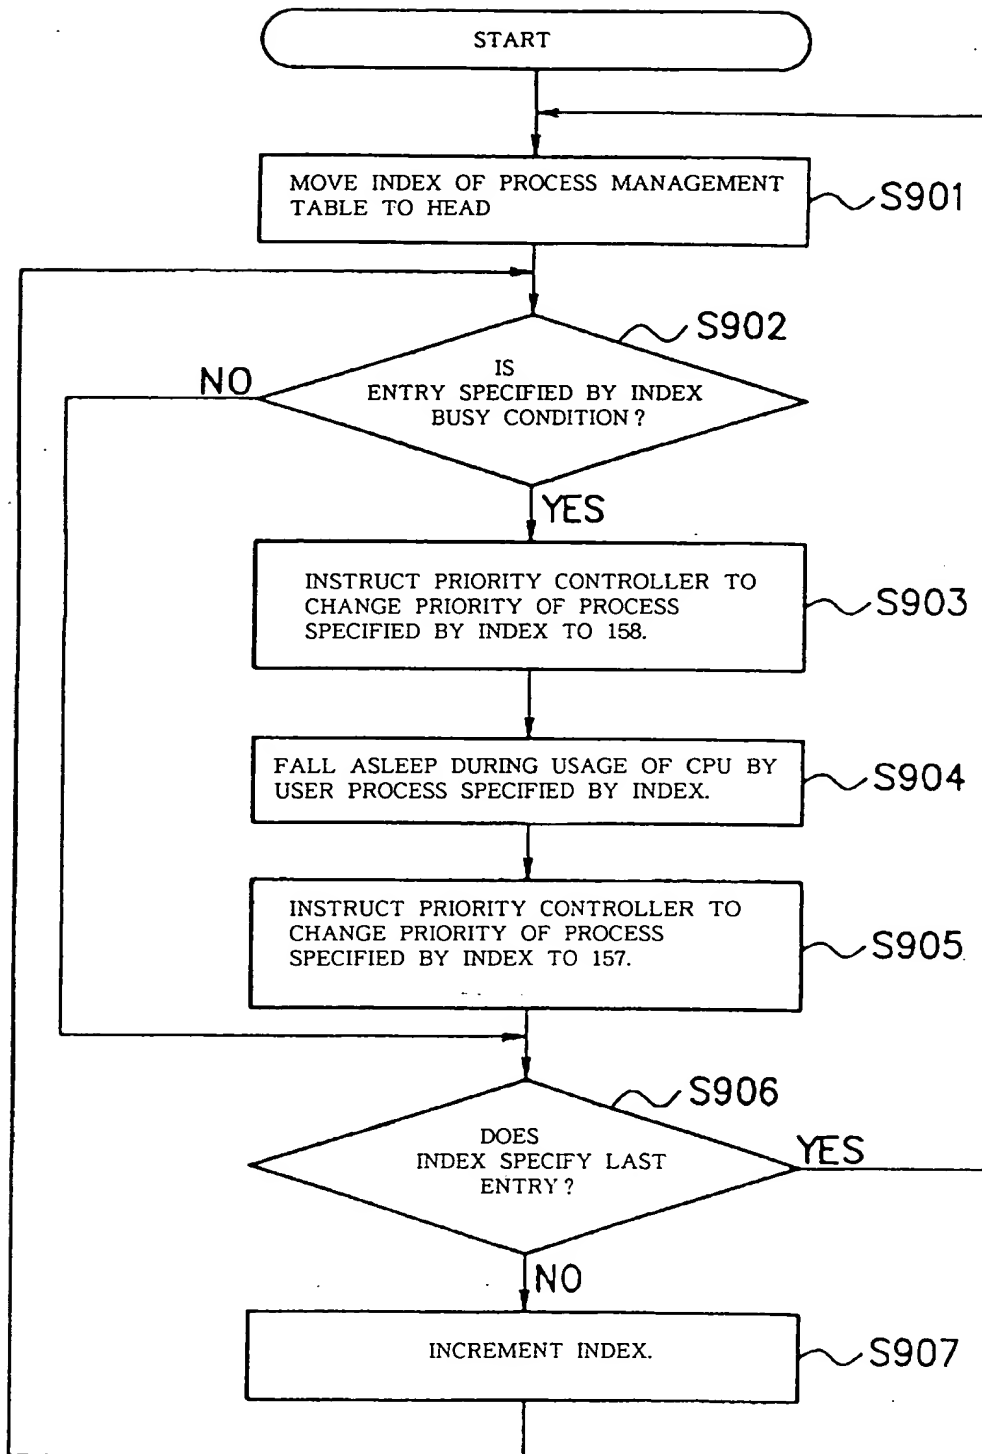 START
MOVE INDEX OF PROCESS MANAGEMENT
TABLE TO HEAD
S901
S902
NO
IS
ENTRY SPECIFIED BY INDEX
BUSY CONDITION?
YES
INSTRUCT PRIORITY CONTROLLER TO
CHANGE PRIORITY OF PROCESS
SPECIFIED BY INDEX TO 158.
S903
FALL ASLEEP DURING USAGE OF CPU BY
USER PROCESS SPECIFIED BY INDEX.
S904
INSTRUCT PRIORITY CONTROLLER TO
CHANGE PRIORITY OF PROCESS
SPECIFIED BY INDEX TO 157.
S905
S906
DOES
INDEX SPECIFY LAST
ENTRY?
YES
NO
INCREMENT INDEX.
S907